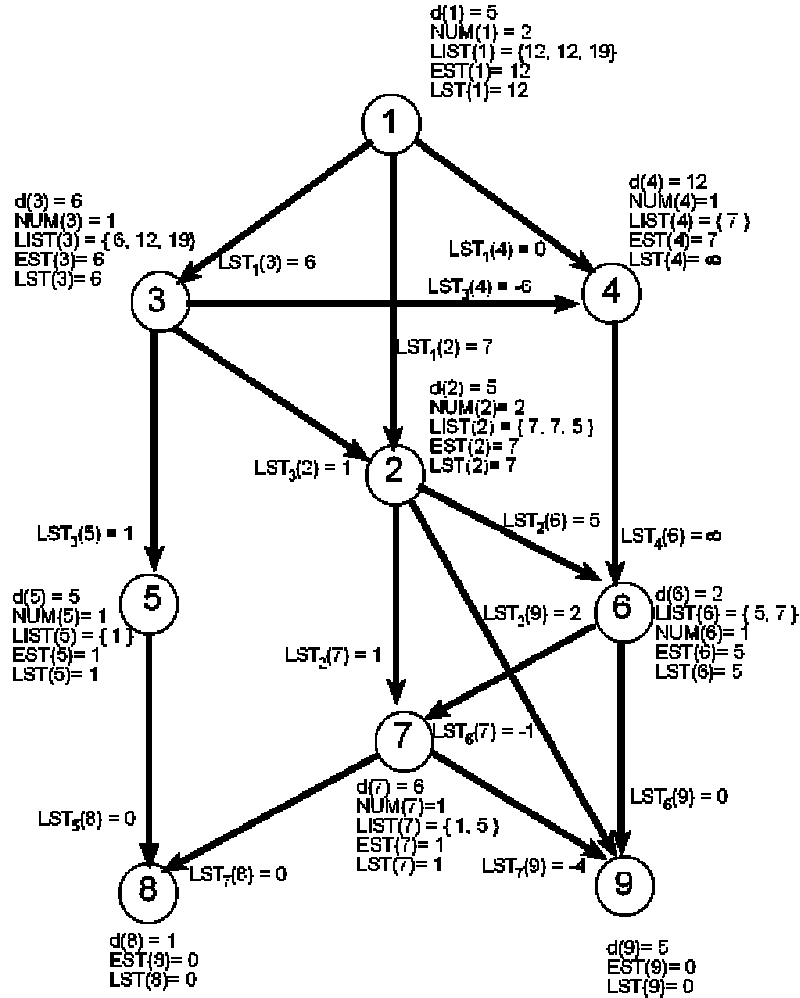 d(1) = 5
NUM(1) = 2
LIST(1) = {12, 12, 19}
EST(1)= 12
LST(1)= 12
1
d(3) = 6
NUM(3) = 1
LIST(3) = {6, 12, 19}
EST(3)= 6
LST(3)= 6
d(4) = 12
NUM(4)=1
LIST(4) = { 7 }
EST(4)= 7
LST(4)= ∞
LST₁(3) = 6
LST₁(4) = 0
3
LST₃(4) = -6
4
LST₁(2) = 7
d(2) = 5
NUM(2)= 2
LIST(2) = { 7, 7, 5 }
EST(2)= 7
LST(2)= 7
LST₃(2) = 1
2
LST₃(5) = 1
LST₂(6) = 5
LST₄(6) = ∞
5
d(5) = 5
NUM(5)= 1
LIST(5) = { 1 }
EST(5)= 1
LST(5)= 1
LST₂(9) = 2
6
d(6) = 2
LIST(6) = { 5, 7 }
NUM(6)= 1
EST(6)= 5
LST(6)= 5
LST₂(7) = 1
7
LST₆(7) = -1
d(7) = 6
NUM(7)=1
LIST(7) = { 1, 5 }
EST(7)= 1
LST(7)= 1
LST₆(9) = 0
LST₅(8) = 0
LST₇(8) = 0
LST₇(9) = -4
8
9
d(8) = 1
EST(8)= 0
LST(8)= 0
d(9)= 5
EST(9)= 0
LST(9)= 0